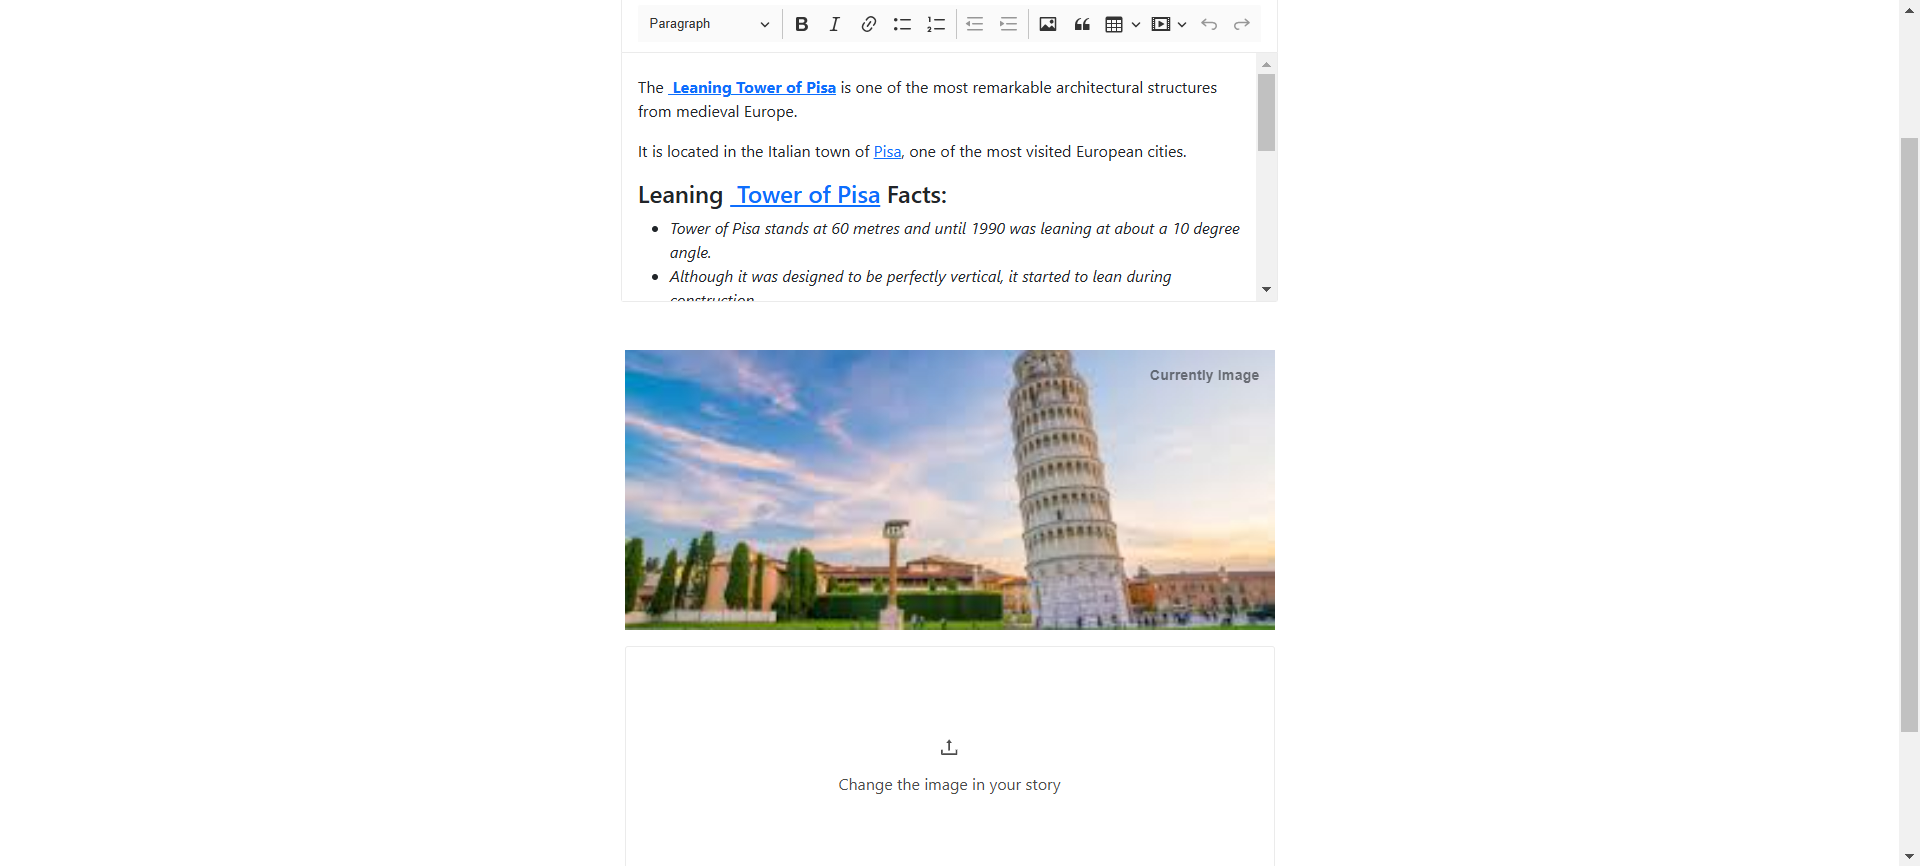 Paragraph
The Leaning Tower of Pisa is one of the most remarkable architectural structures
from medieval Europe.
It is located in the Italian town of Pisa, one of the most visited European cities.
Leaning Tower of Pisa Facts:
Tower of Pisa stands at 60 metres and until 1990 was leaning at about a 10 degree
angle.
Although it was designed to be perfectly vertical, it started to lean during
construction.
Currently Image
Change the image in your story